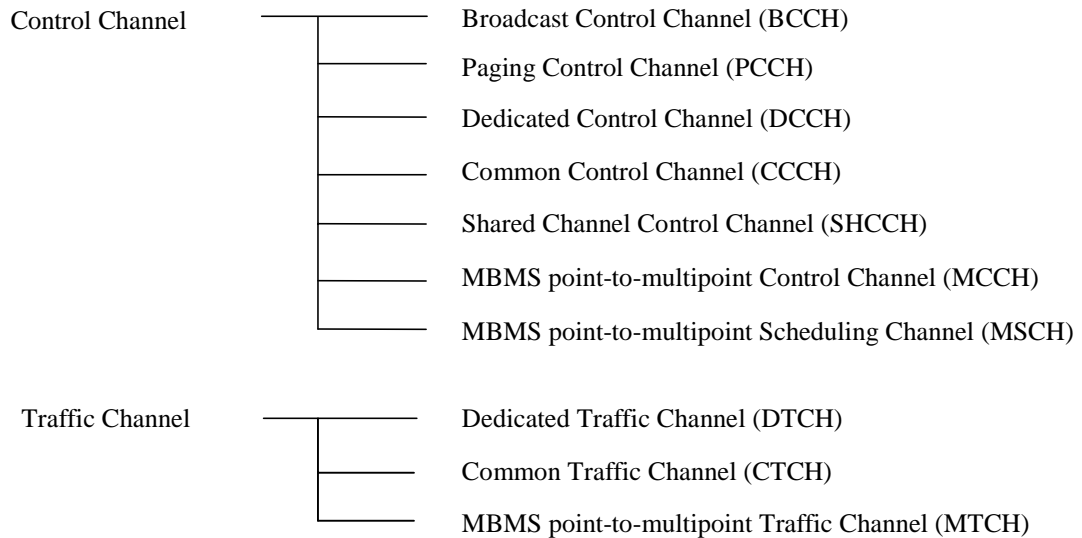 Control Channel
Broadcast Control Channel (BCCH)
Paging Control Channel (PCCH)
Dedicated Control Channel (DCCH)
Common Control Channel (CCCH)
Shared Channel Control Channel (SHCCH)
MBMS point-to-multipoint Control Channel (MCCH)
MBMS point-to-multipoint Scheduling Channel (MSCH)
Traffic Channel
Dedicated Traffic Channel (DTCH)
Common Traffic Channel (CTCH)
MBMS point-to-multipoint Traffic Channel (MTCH)